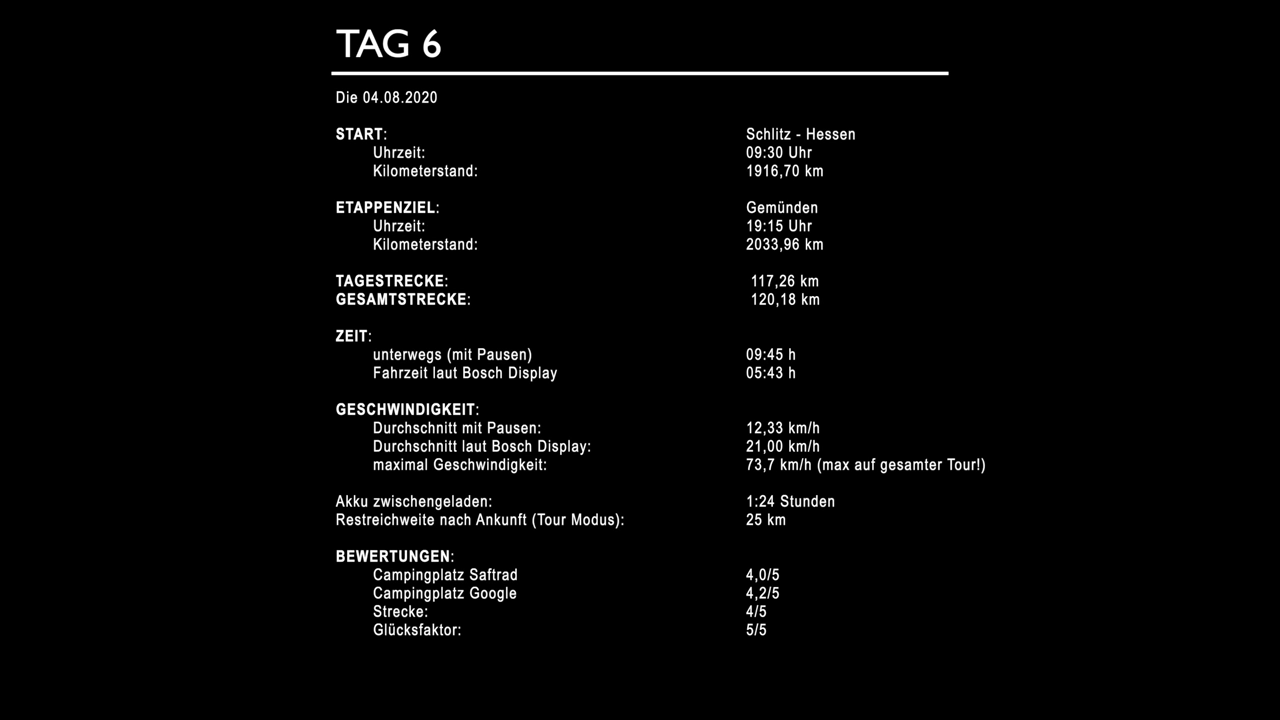 TAG 6
Die 04.08.2020
START: Schlitz - Hessen
Uhrzeit: 09:30 Uhr
Kilometerstand: 1916,70 km
ETAPPENZIEL: Gemünden
Uhrzeit: 19:15 Uhr
Kilometerstand: 2033,96 km
TAGESTRECKE: 117,26 km
GESAMTSTRECKE: 120,18 km
ZEIT:
unterwegs (mit Pausen) 09:45 h
Fahrzeit laut Bosch Display 05:43 h
GESCHWINDIGKEIT:
Durchschnitt mit Pausen: 12,33 km/h
Durchschnitt laut Bosch Display: 21,00 km/h
maximal Geschwindigkeit: 73,7 km/h (max auf gesamter Tour!)
Akku zwischengeladen: 1:24 Stunden
Restreichweite nach Ankunft (Tour Modus): 25 km
BEWERTUNGEN:
Campingplatz Saftrad 4,0/5
Campingplatz Google 4,2/5
Strecke: 4/5
Glücksfaktor: 5/5